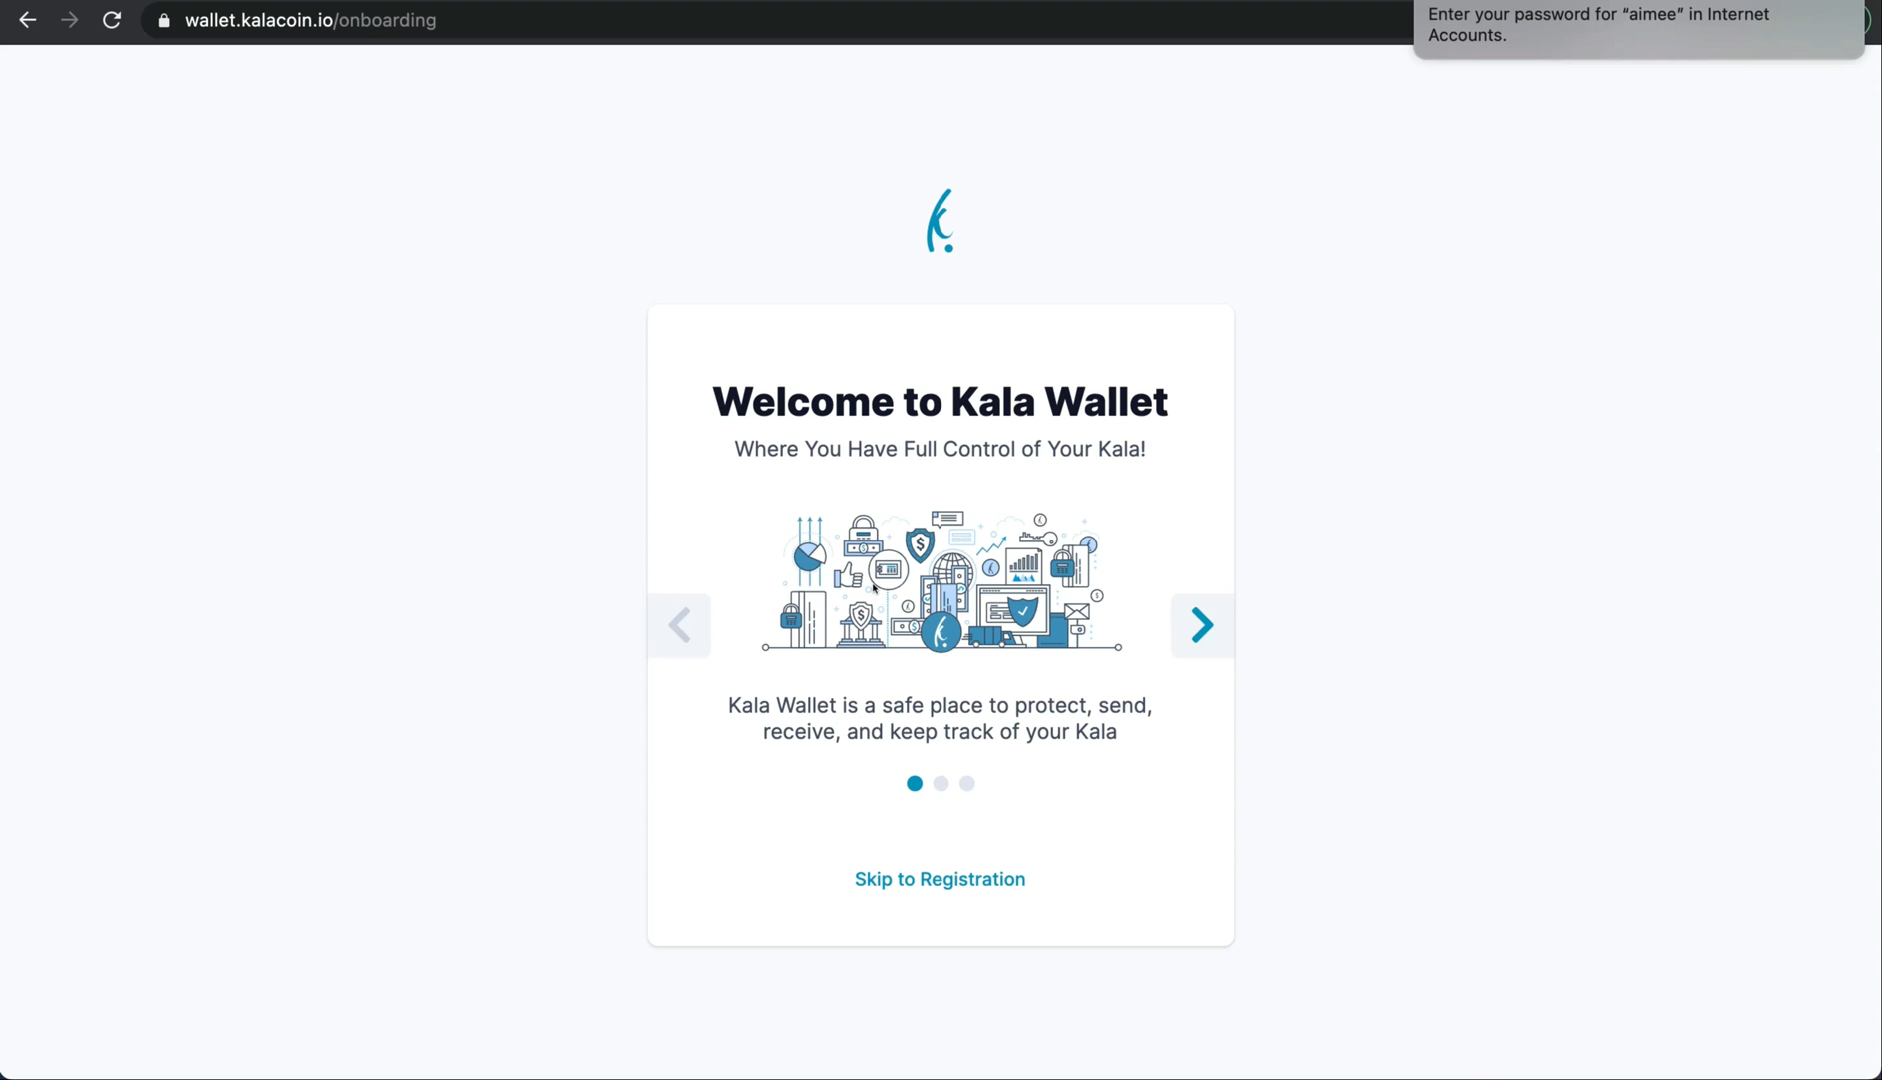 wallet.kalacoin.io/onboarding
Enter your password for “aimee” in Internet
Accounts.
Welcome to Kala Wallet
Where You Have Full Control of Your Kala!
Kala Wallet is a safe place to protect, send,
receive, and keep track of your Kala
Skip to Registration